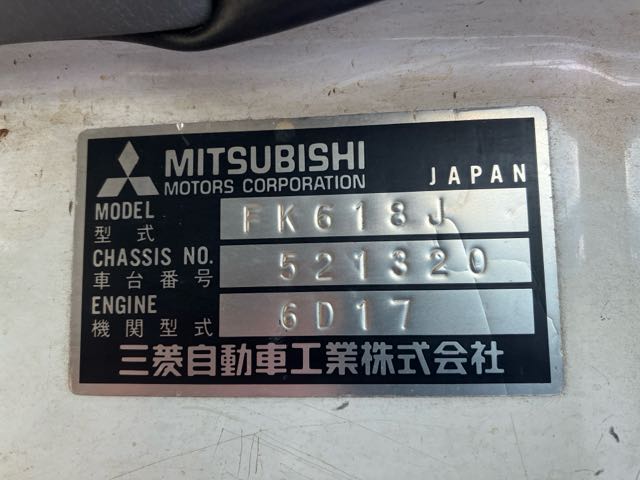 MITSUBISHI
MOTORS CORPORATION JAPAN
MODEL FK618J
型式
CHASSIS NO. 521320
車台番号
ENGINE 6D17
機関型式
三菱自動車工業株式会社